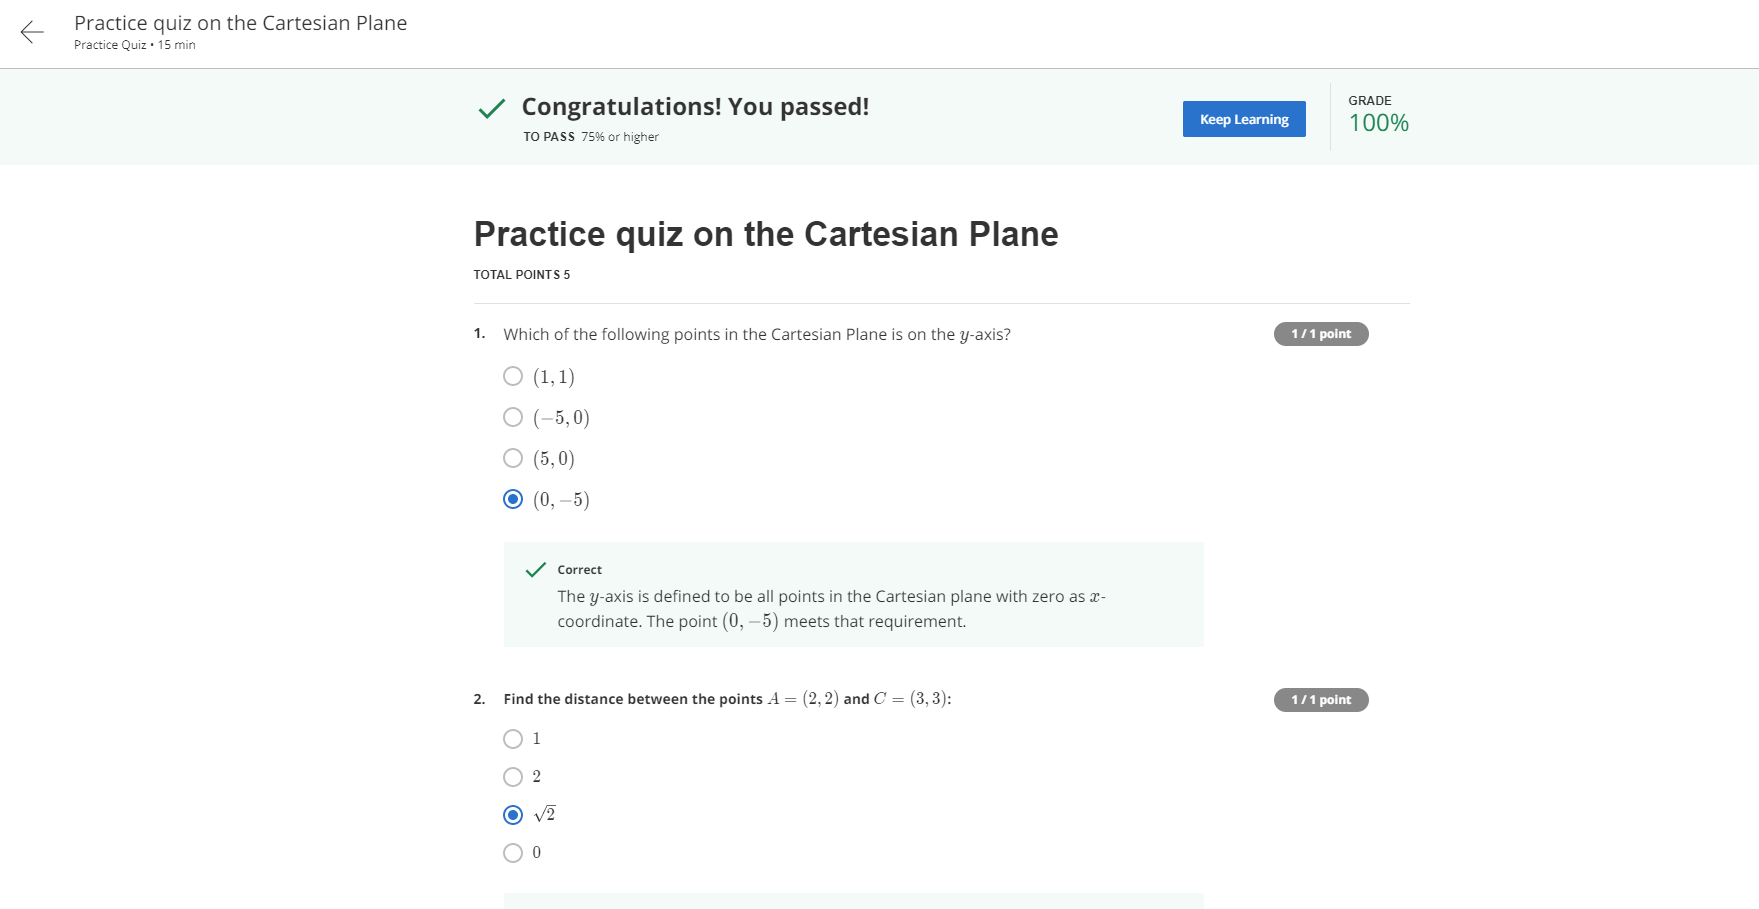 Practice quiz on the Cartesian Plane
Practice Quiz • 15 min
Congratulations! You passed!
TO PASS 75% or higher
Keep Learning
GRADE
100%
Practice quiz on the Cartesian Plane
TOTAL POINTS 5
1. Which of the following points in the Cartesian Plane is on the y-axis?
1 / 1 point
(1, 1)
(−5, 0)
(5, 0)
(0, −5)
Correct
The y-axis is defined to be all points in the Cartesian plane with zero as x-
coordinate. The point (0, −5) meets that requirement.
2. Find the distance between the points A = (2, 2) and C = (3, 3):
1 / 1 point
1
2
√2
0